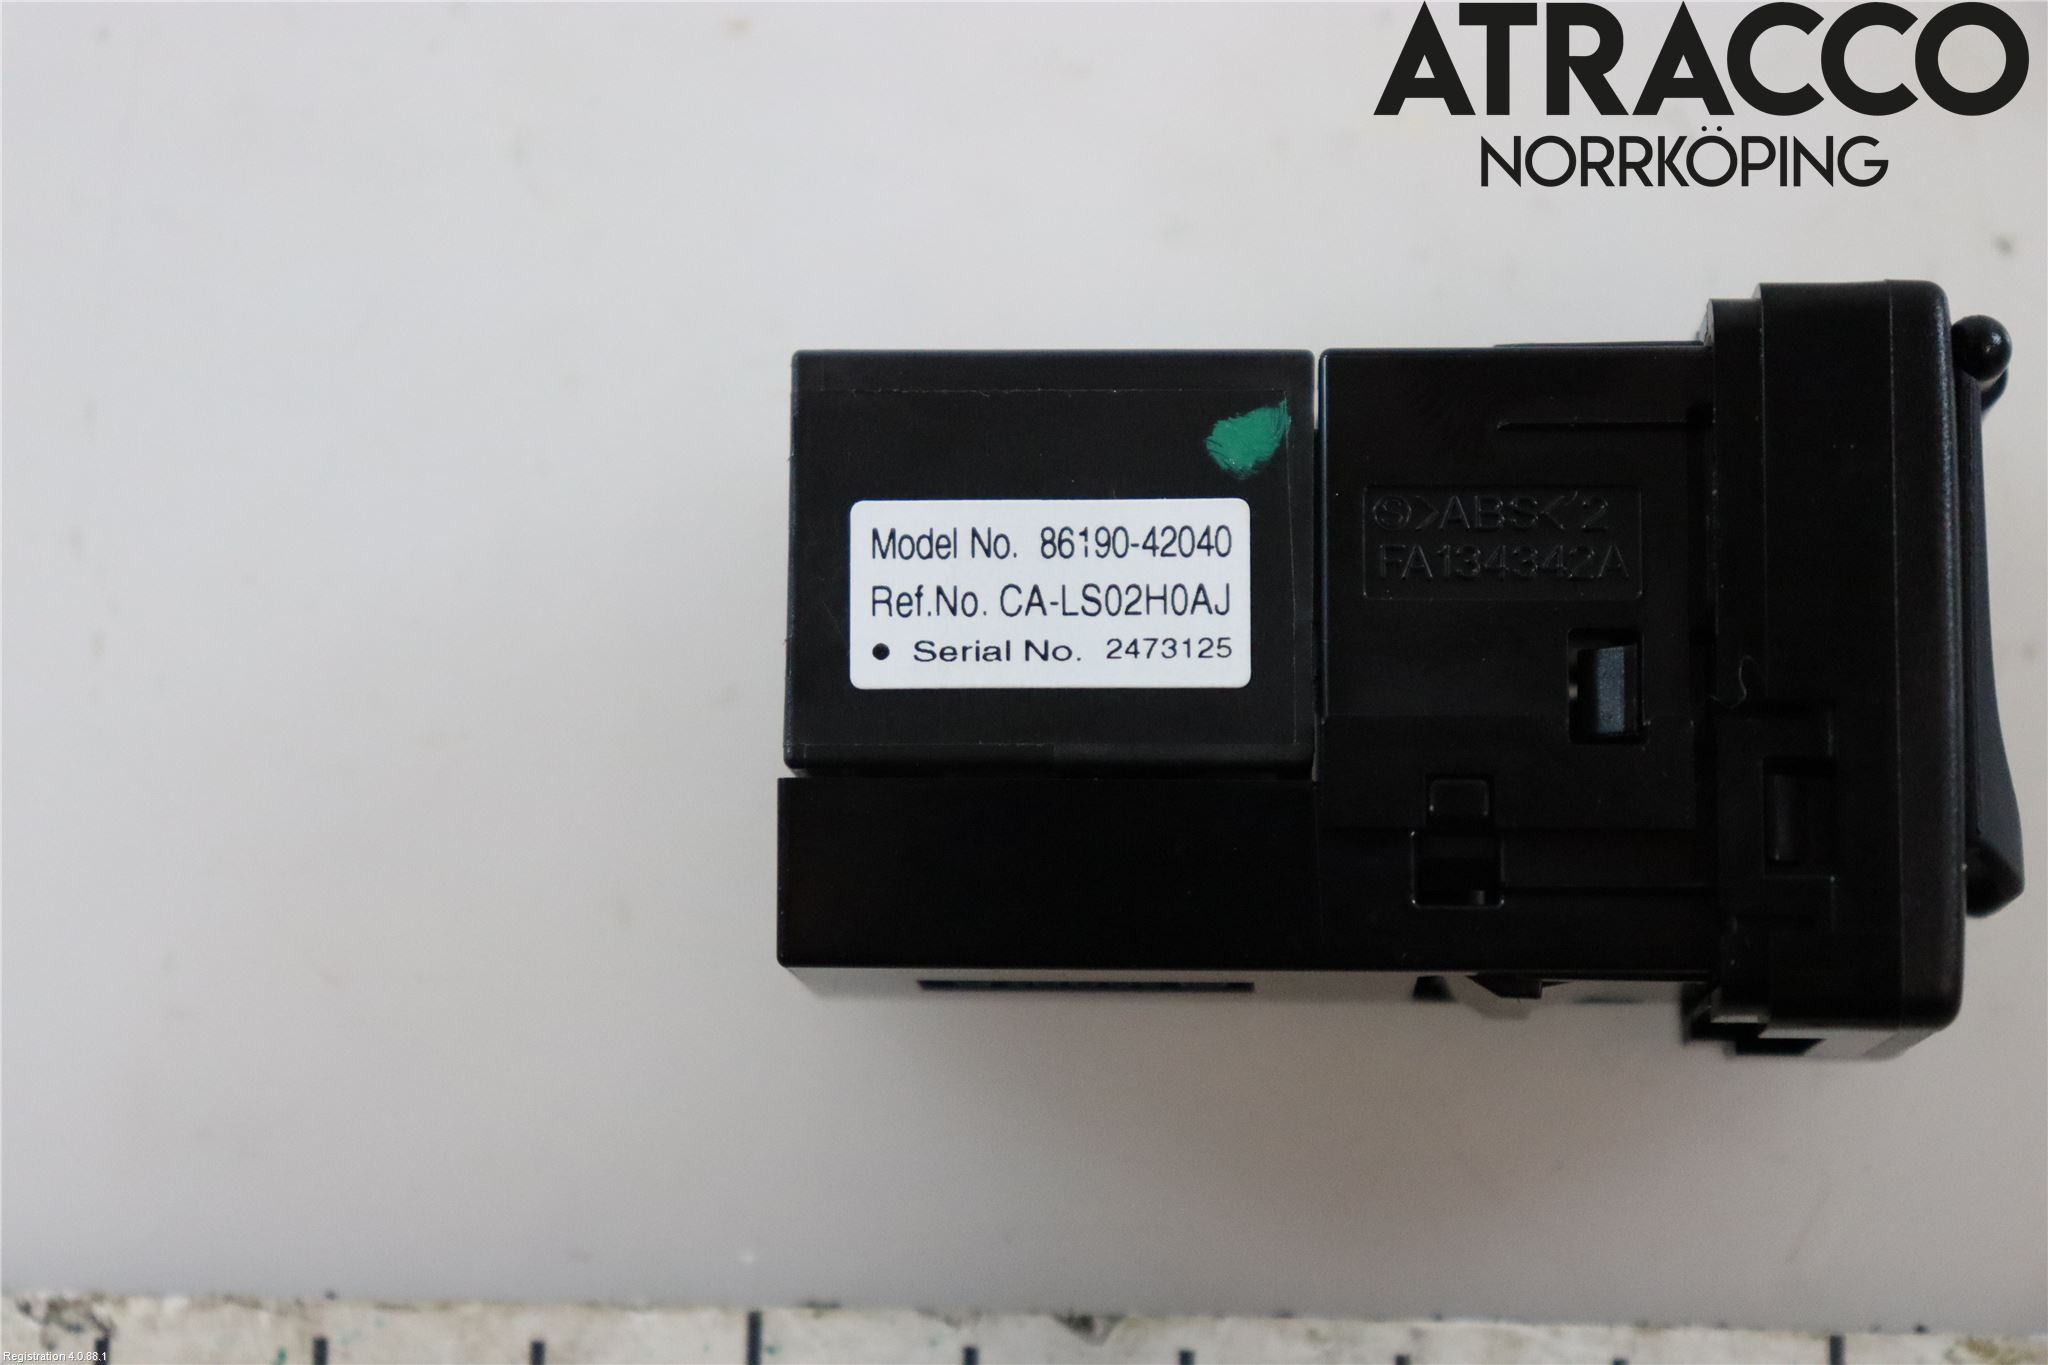 ATRACCO
NORRKÖPING
Model No. 86190-42040
Ref.No. CA-LS02H0AJ
• Serial No. 2473125
>ABS<'2
FA134342A
Registration 4.0.88.1